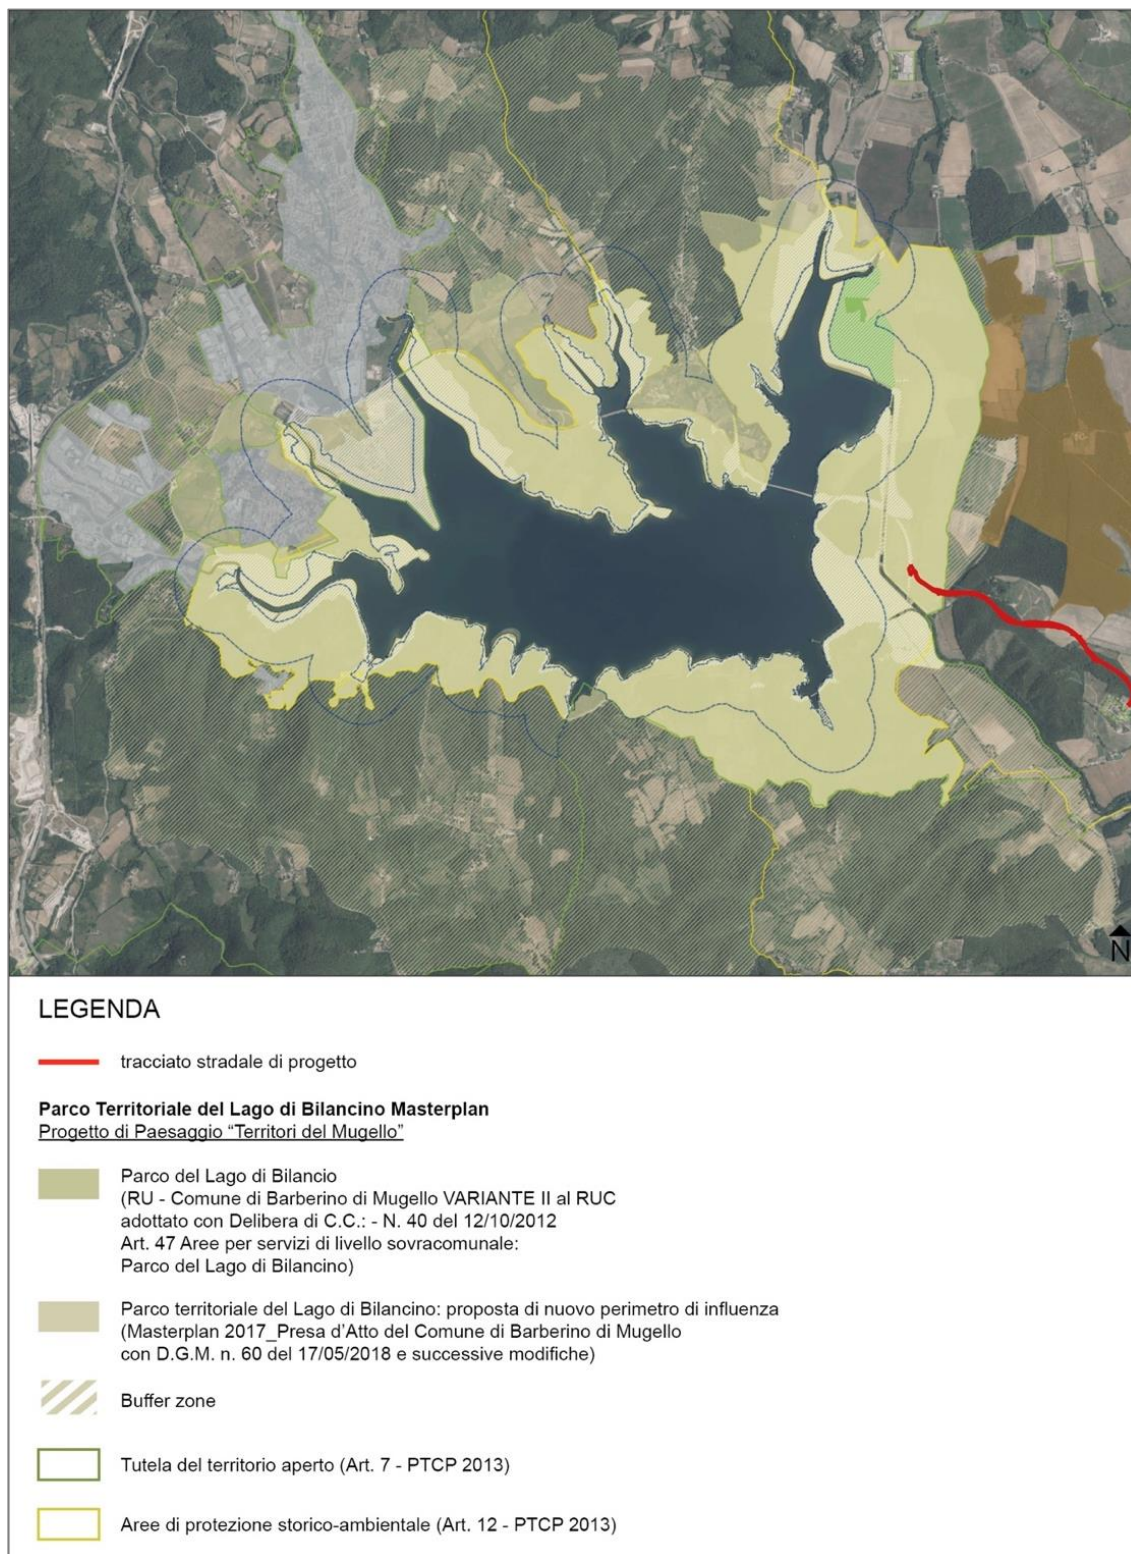 N
LEGENDA
tracciato stradale di progetto
Parco Territoriale del Lago di Bilancino Masterplan
Progetto di Paesaggio “Territori del Mugello”
Parco del Lago di Bilancio
(RU - Comune di Barberino di Mugello VARIANTE II al RUC
adottato con Delibera di C.C.: - N. 40 del 12/10/2012
Art. 47 Aree per servizi di livello sovracomunale:
Parco del Lago di Bilancino)
Parco territoriale del Lago di Bilancino: proposta di nuovo perimetro di influenza
(Masterplan 2017_Presa d'Atto del Comune di Barberino di Mugello
con D.G.M. n. 60 del 17/05/2018 e successive modifiche)
Buffer zone
Tutela del territorio aperto (Art. 7 - PTCP 2013)
Aree di protezione storico-ambientale (Art. 12 - PTCP 2013)